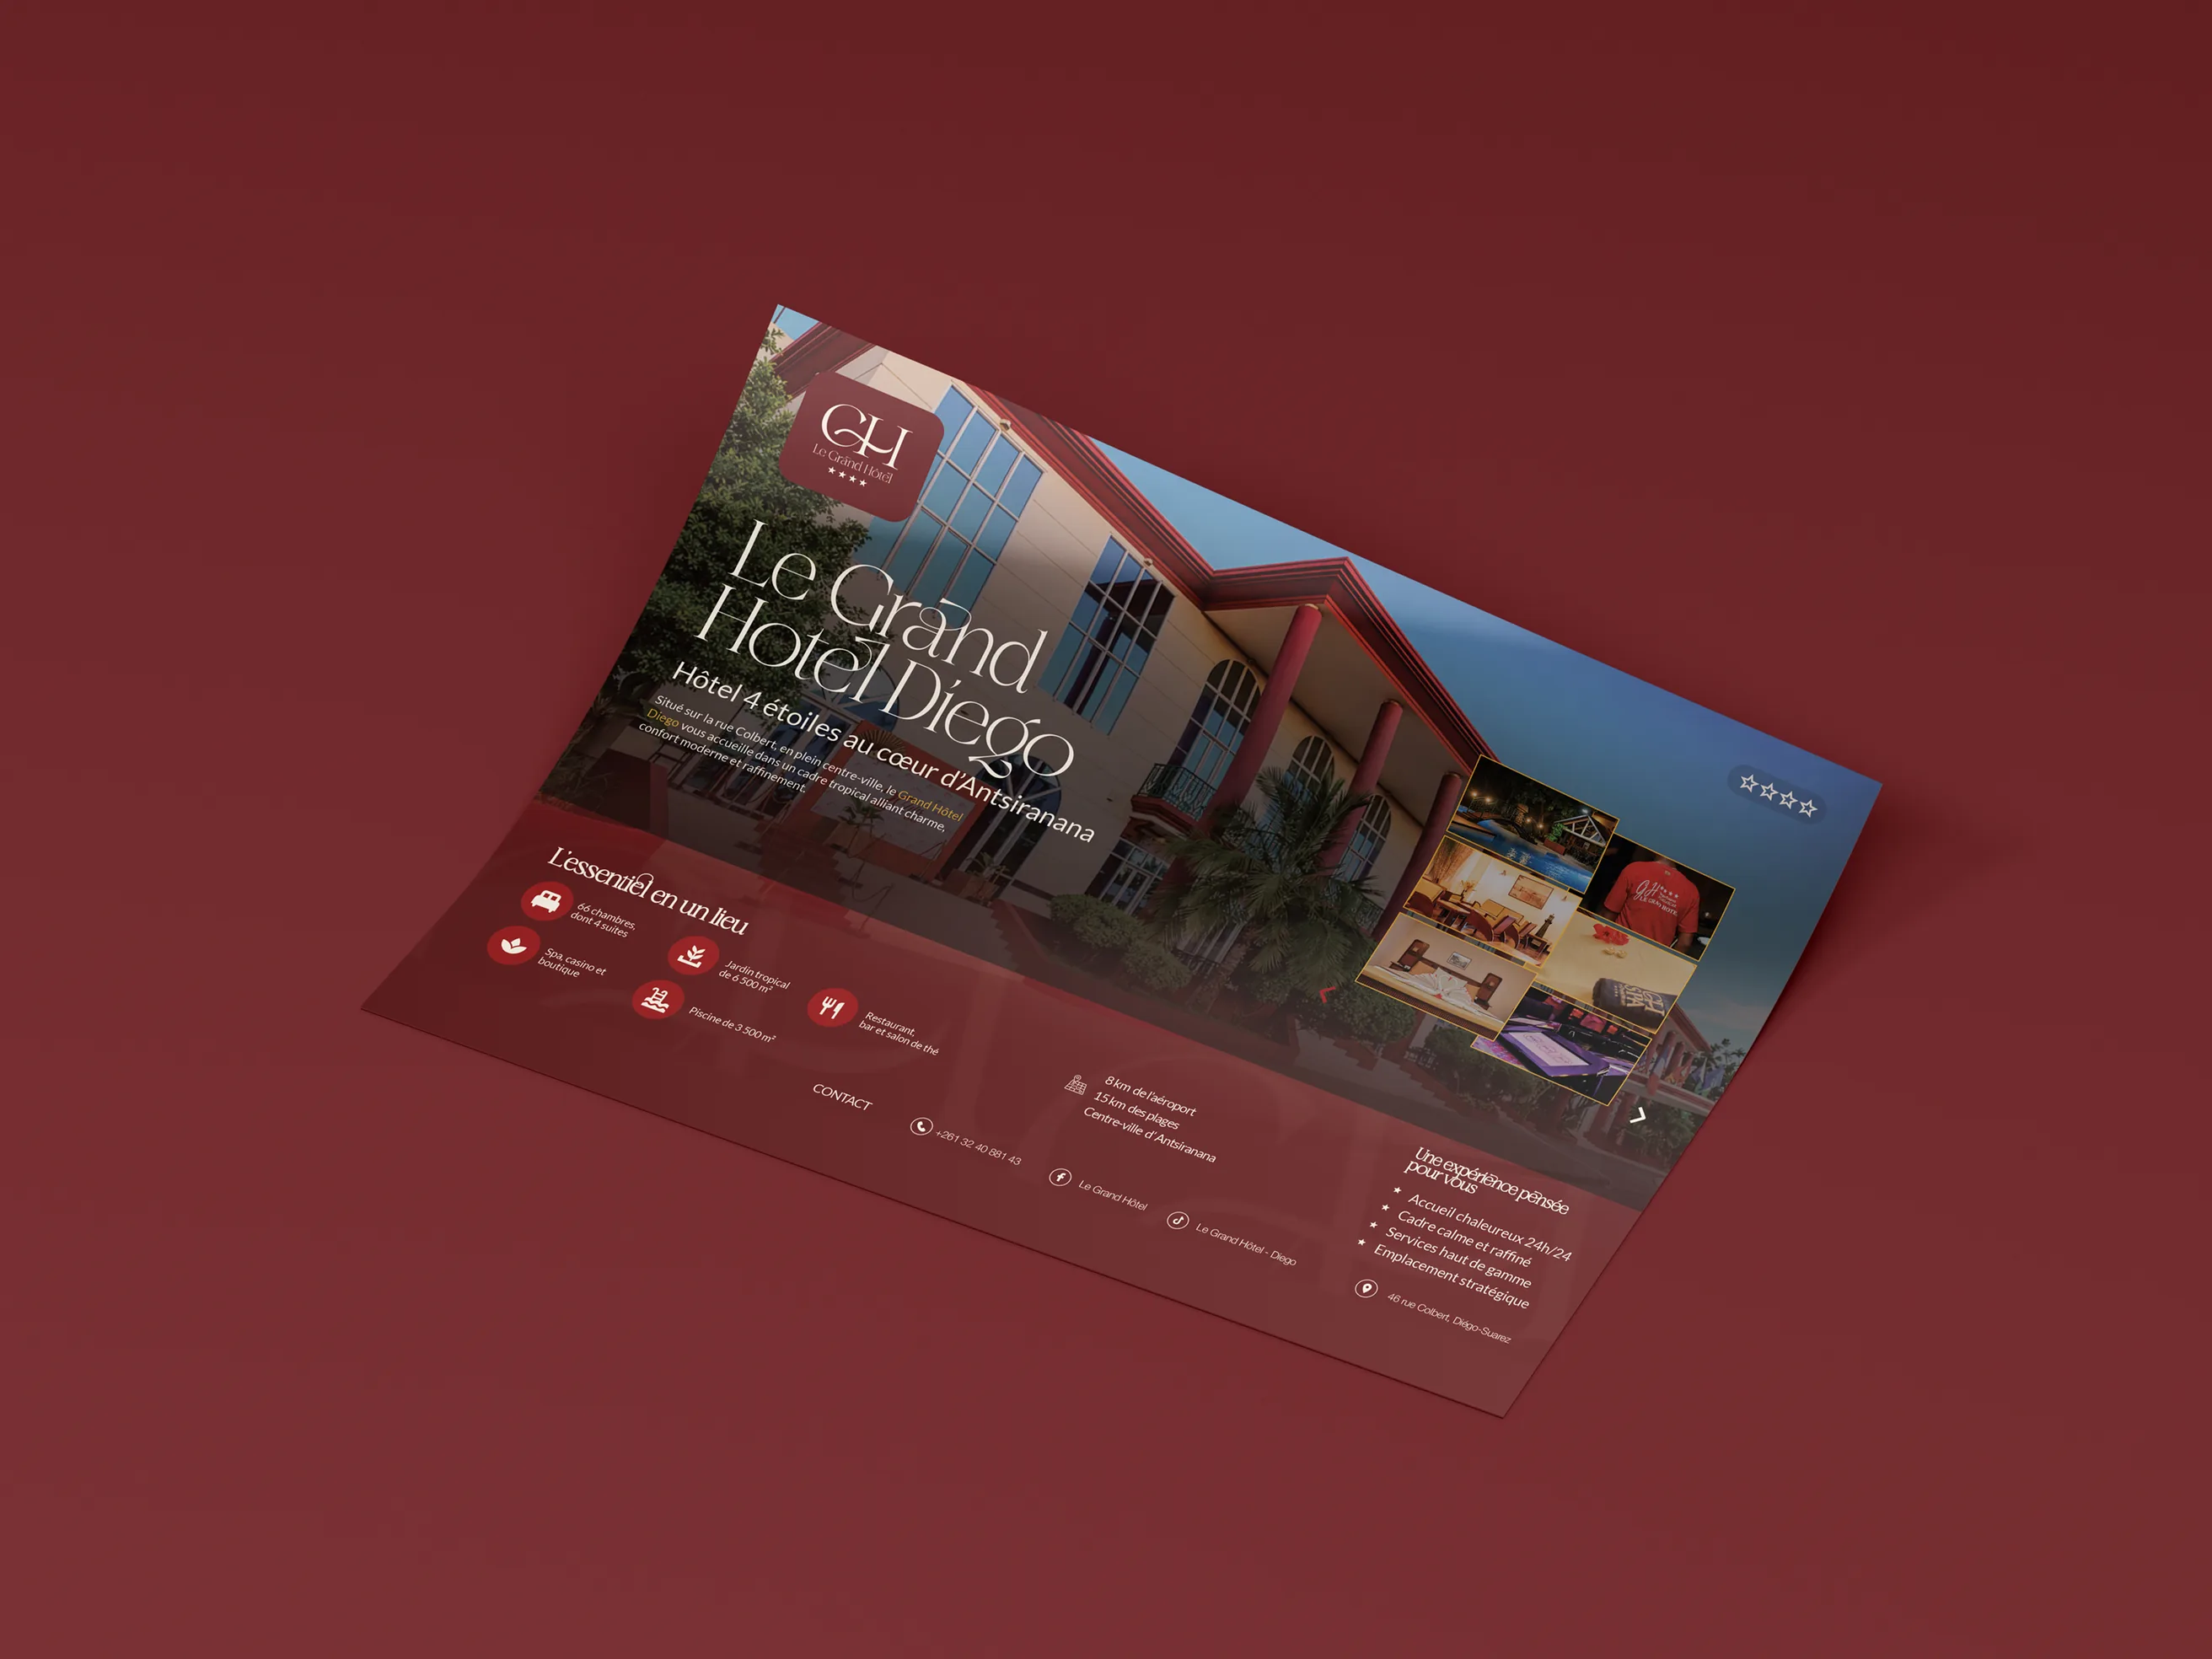 GH
Le Grand Hôtel
Le Grand
Hotel Diego
Hôtel 4 étoiles au cœur d'Antsiranana
Situé sur la rue Colbert, en plein centre-ville, le Grand Hôtel
Diego vous accueille dans un cadre tropical alliant charme,
confort moderne et raffinement.
L'essentiel en un lieu
66 chambres,
dont 4 suites
Spa, casino et
boutique
Jardin tropical
de 6 500 m²
Piscine de 3 500 m²
Restaurant,
bar et salon de thé
8 km de l'aéroport
15 km des plages
Centre-ville d'Antsiranana
Une expérience pensée
pour vous
Accueil chaleureux 24h/24
Cadre calme et raffiné
Services haut de gamme
Emplacement stratégique
CONTACT
+261 32 40 881 43
Le Grand Hôtel
Le Grand Hôtel - Diego
46 rue Colbert, Diégo-Suarez